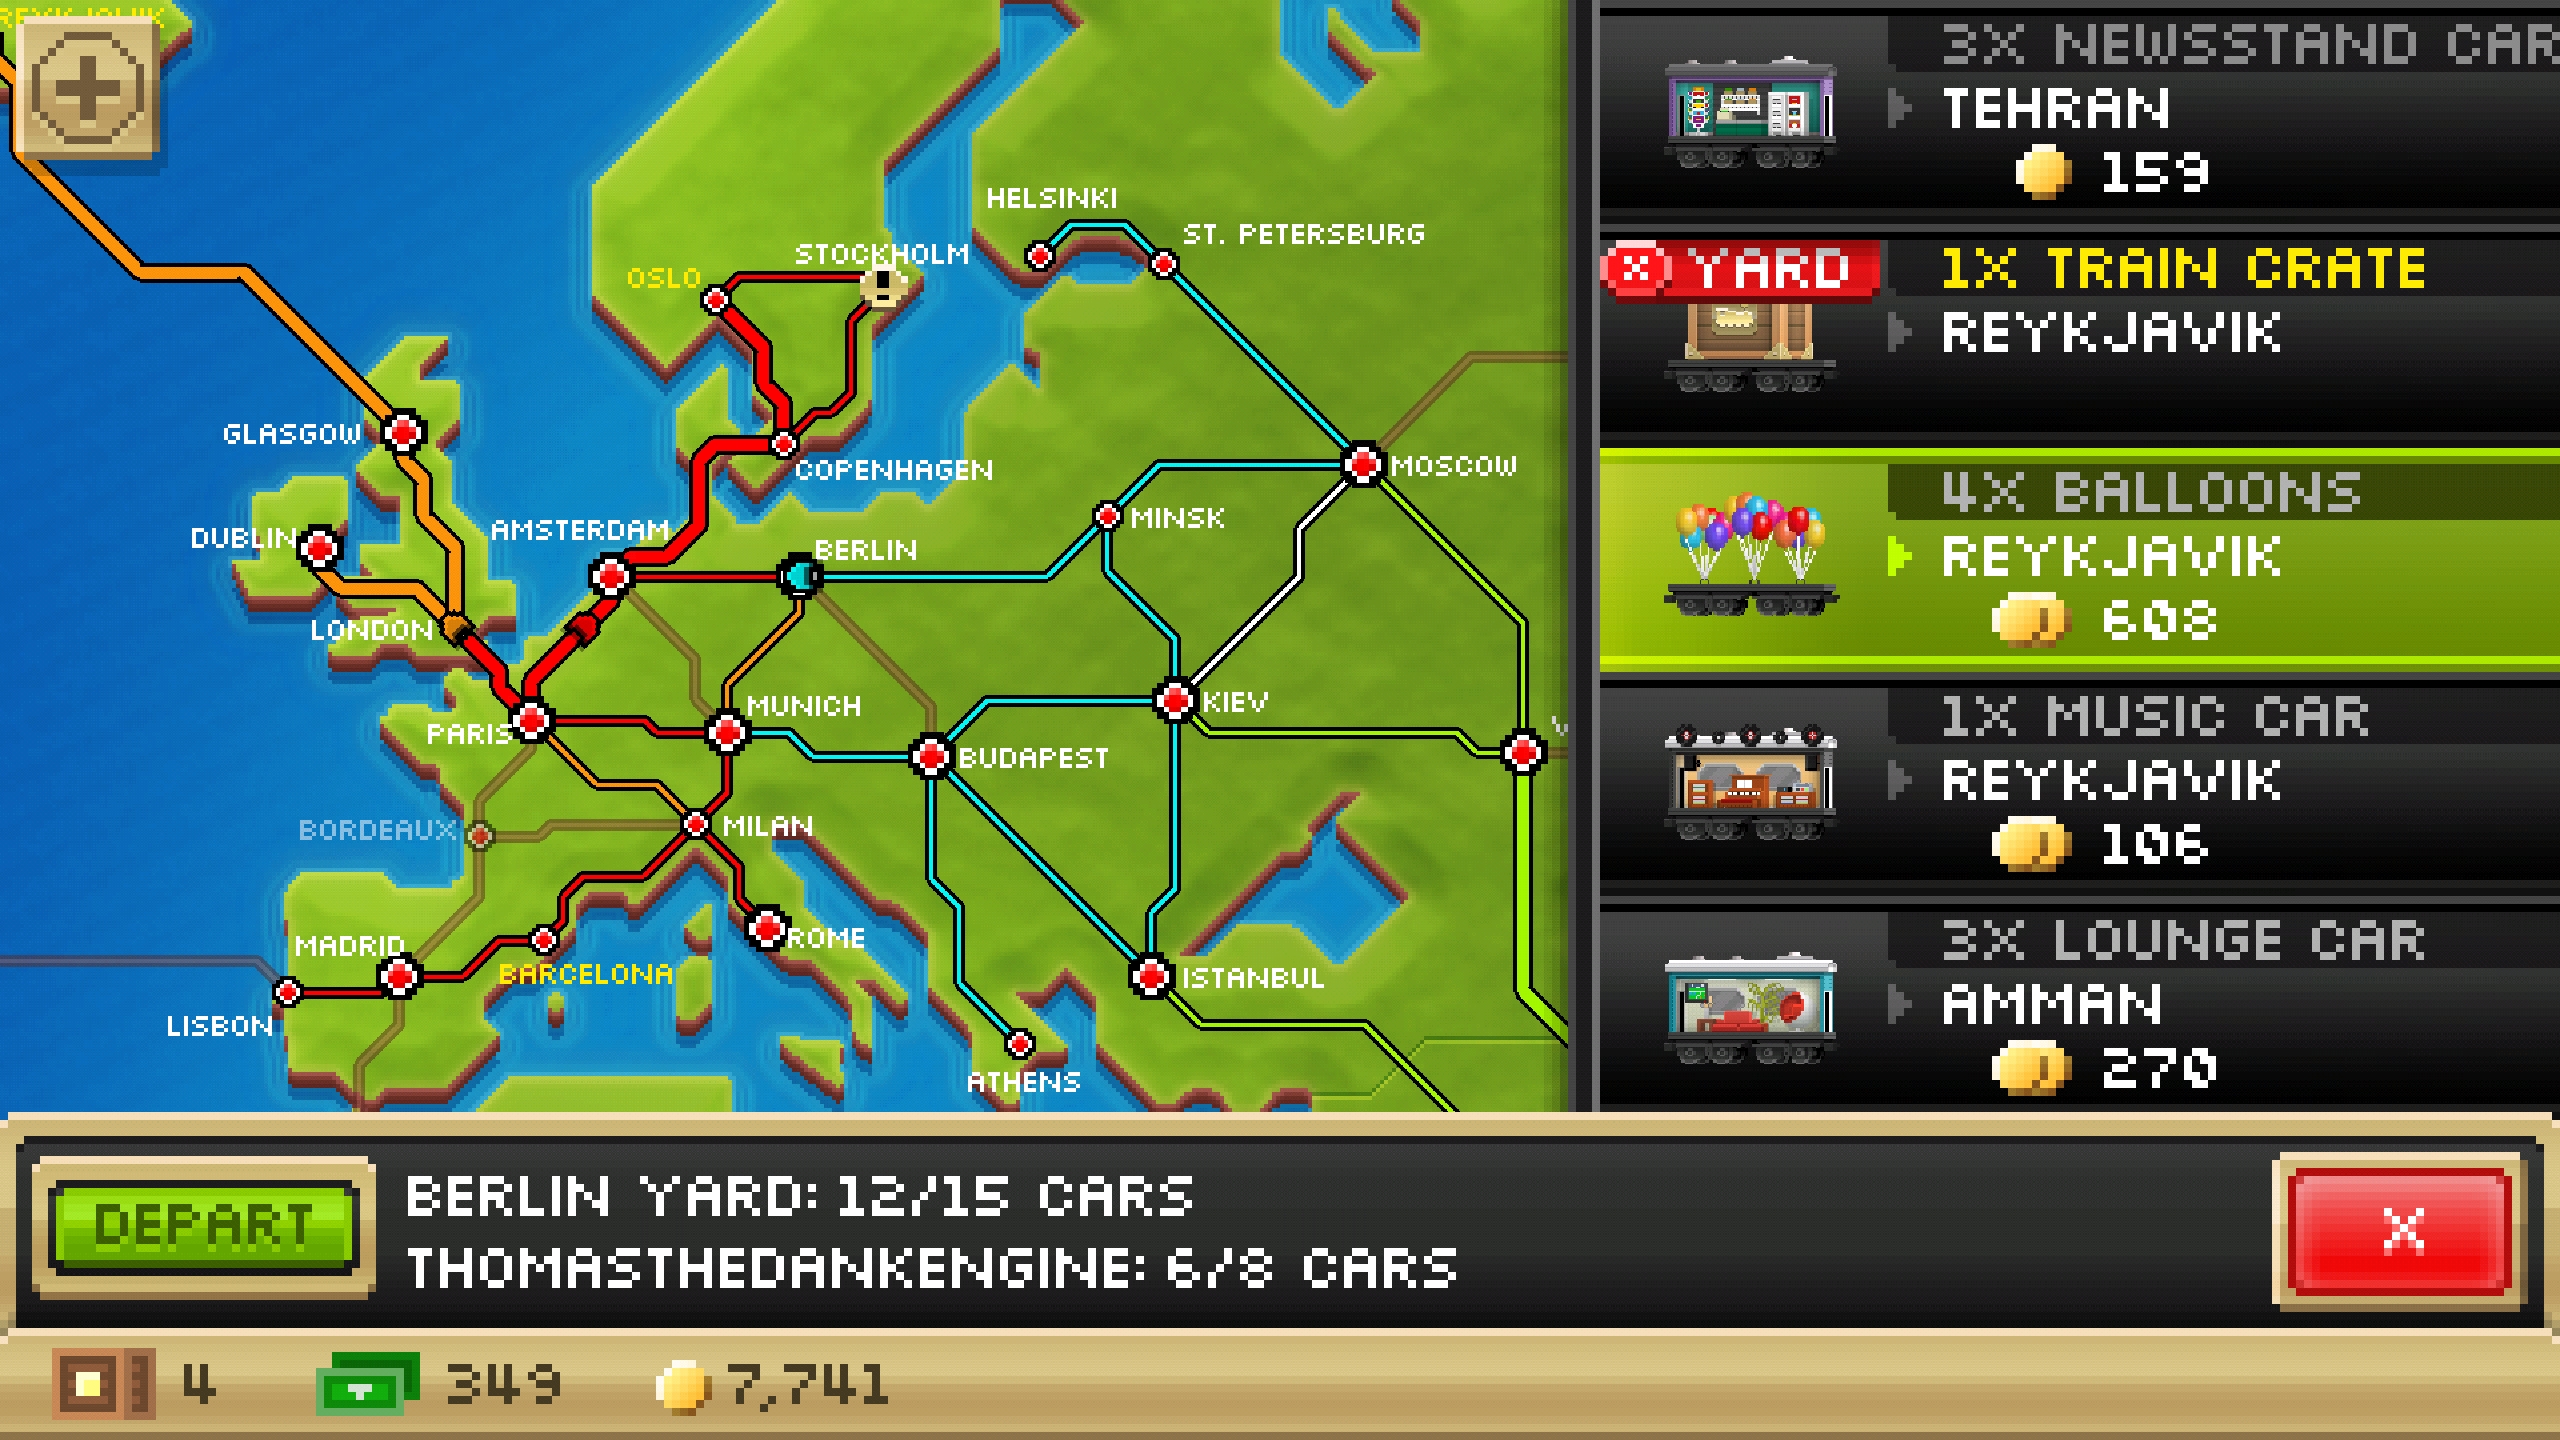 REYKJAVIK
HELSINKI
ST. PETERSBURG
STOCKHOLM
OSLO
GLASGOW
MOSCOW
COPENHAGEN
MINSK
AMSTERDAM
DUBLIN
BERLIN
LONDON
KIEV
MUNICH
PARIS
BUDAPEST
MILAN
BORDEAUX
ROME
MADRID
BARCELONA
ISTANBUL
LISBON
ATHENS
3X NEWSSTAND CAR
TEHRAN
159
YARD
1X TRAIN CRATE
REYKJAVIK
4X BALLOONS
REYKJAVIK
608
1X MUSIC CAR
REYKJAVIK
106
3X LOUNGE CAR
AMMAN
270
DEPART
BERLIN YARD: 12/15 CARS
THOMASTHEDANKENGINE: 6/8 CARS
X
4
349
7,741